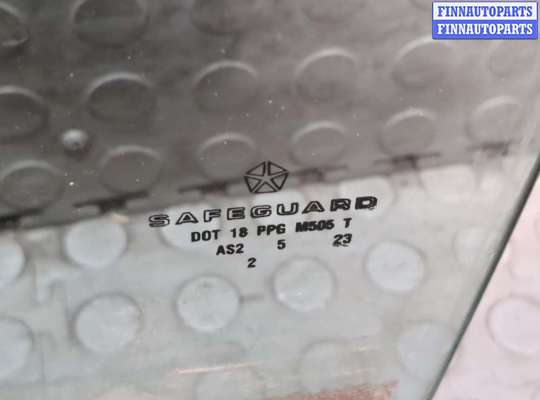 FINNAUTOPARTS
FINNAUTOPARTS
SAFEGUARD
DOT 18 PPG M505 T
AS2 5 23
2